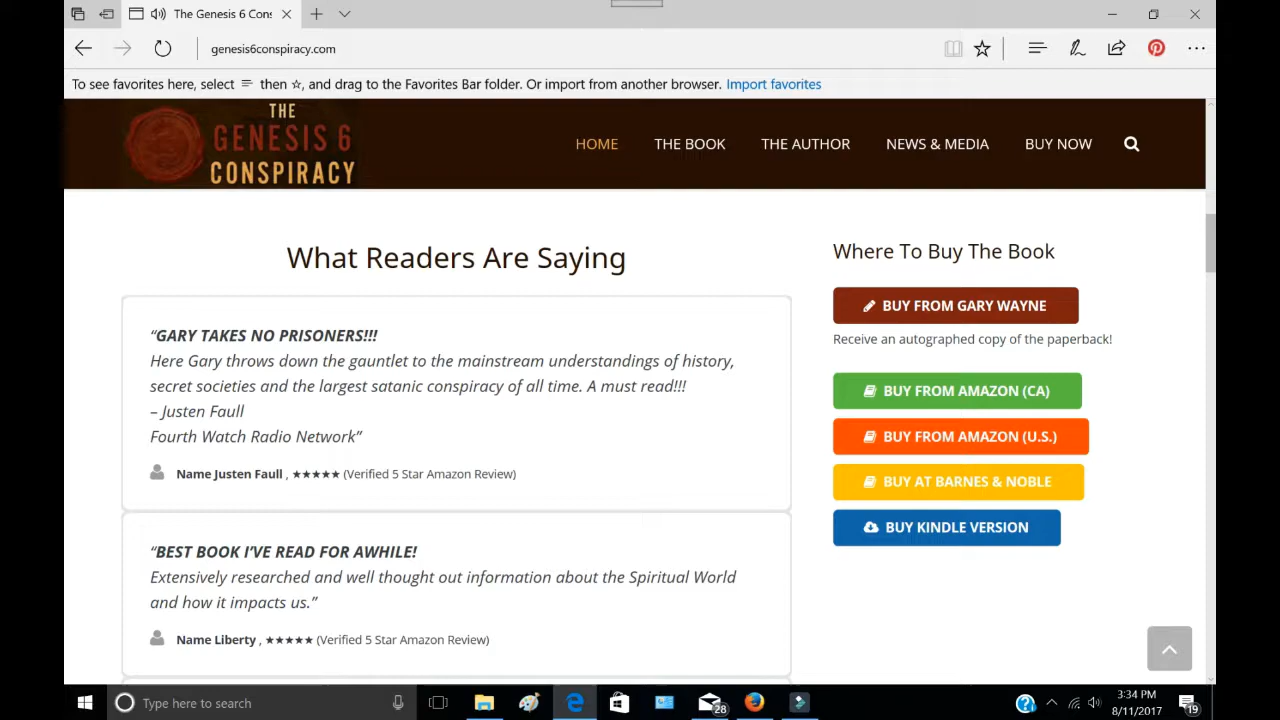 The Genesis 6 Cons
genesis6conspiracy.com
To see favorites here, select then ☆, and drag to the Favorites Bar folder. Or import from another browser. Import favorites
THE
GENESIS 6
CONSPIRACY
HOME THE BOOK THE AUTHOR NEWS & MEDIA BUY NOW
What Readers Are Saying
“GARY TAKES NO PRISONERS!!!
Here Gary throws down the gauntlet to the mainstream understandings of history,
secret societies and the largest satanic conspiracy of all time. A must read!!!
– Justen Faull
Fourth Watch Radio Network”
Name Justen Faull , ★★★★★ (Verified 5 Star Amazon Review)
“BEST BOOK I’VE READ FOR AWHILE!
Extensively researched and well thought out information about the Spiritual World
and how it impacts us.”
Name Liberty , ★★★★★ (Verified 5 Star Amazon Review)
Where To Buy The Book
BUY FROM GARY WAYNE
Receive an autographed copy of the paperback!
BUY FROM AMAZON (CA)
BUY FROM AMAZON (U.S.)
BUY AT BARNES & NOBLE
BUY KINDLE VERSION
Type here to search
28
3:34 PM
8/11/2017
19